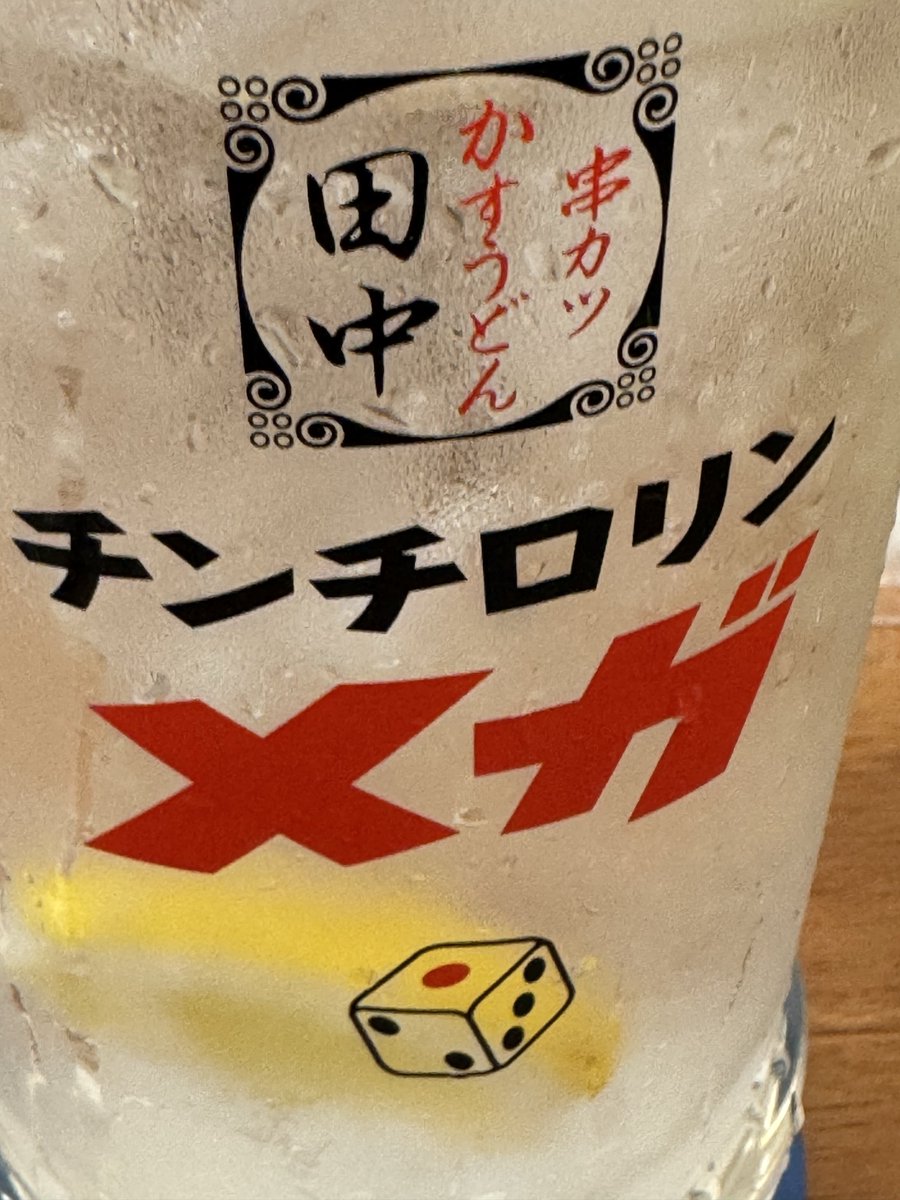 串カツ
かすうどん
田中
チンチロリン
メガ